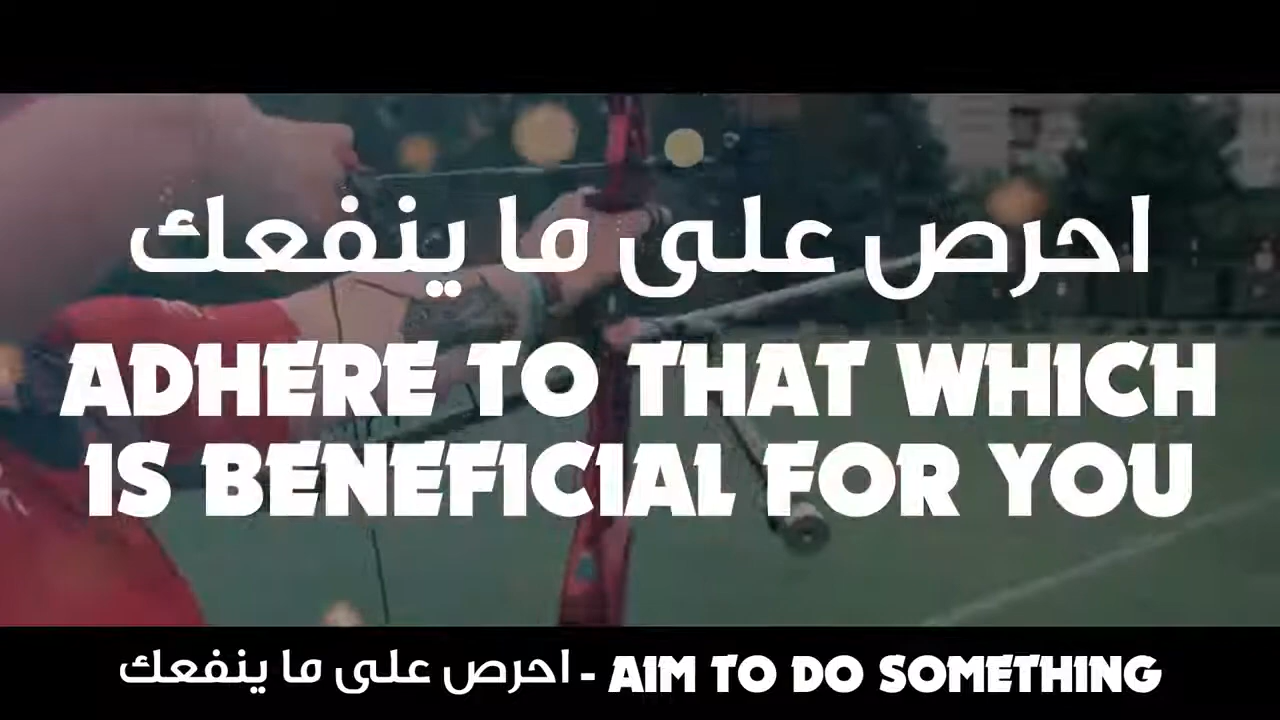 احرص على ما ينفعك
ADHERE TO THAT WHICH
IS BENEFICIAL FOR YOU
احرص على ما ينفعك - AIM TO DO SOMETHING